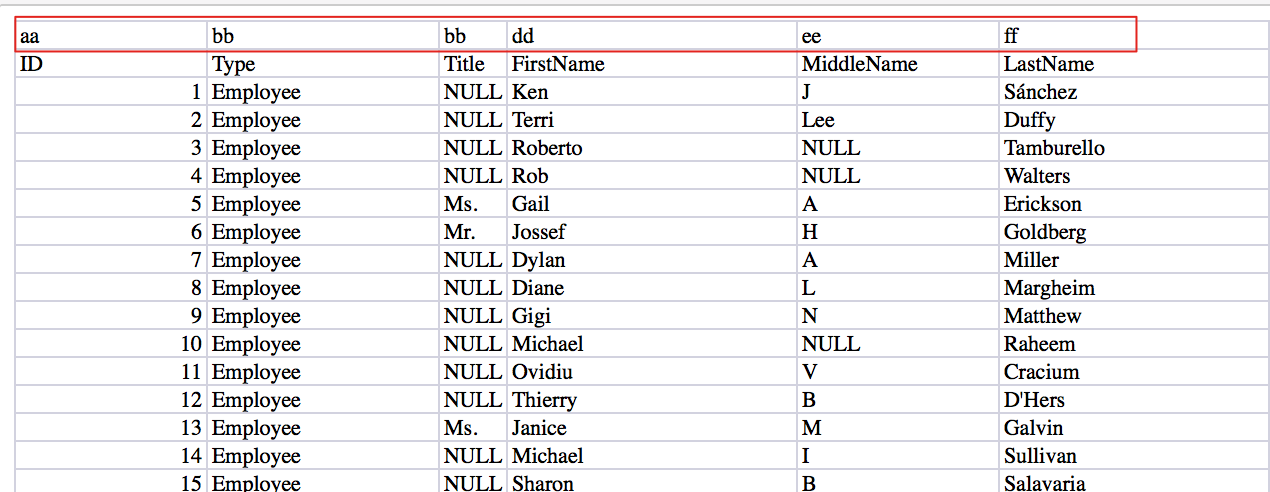 aa bb bb dd ee ff
ID Type Title FirstName MiddleName LastName
1 Employee NULL Ken J Sánchez
2 Employee NULL Terri Lee Duffy
3 Employee NULL Roberto NULL Tamburello
4 Employee NULL Rob NULL Walters
5 Employee Ms. Gail A Erickson
6 Employee Mr. Jossef H Goldberg
7 Employee NULL Dylan A Miller
8 Employee NULL Diane L Margheim
9 Employee NULL Gigi N Matthew
10 Employee NULL Michael NULL Raheem
11 Employee NULL Ovidiu V Cracium
12 Employee NULL Thierry B D'Hers
13 Employee Ms. Janice M Galvin
14 Employee NULL Michael I Sullivan
15 Employee NULL Sharon B Salavaria